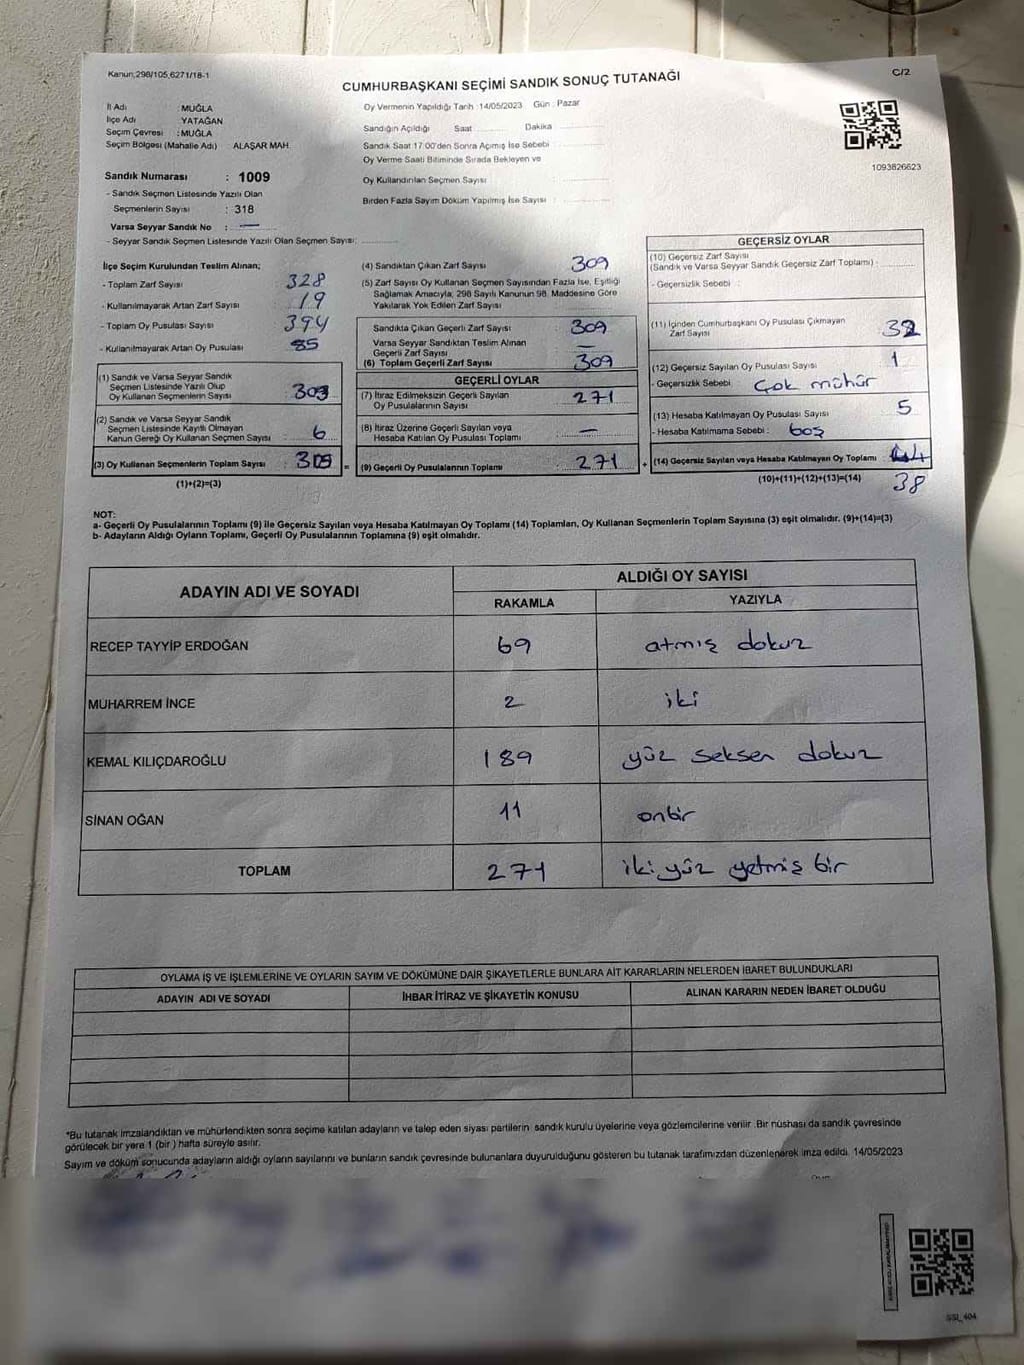 Kanun;298/105,6271/18-1
CUMHURBAŞKANI SEÇİMİ SANDIK SONUÇ TUTANAĞI
C/2
İl Adı : MUĞLA
İlçe Adı YATAĞAN
Seçim Çevresi : MUĞLA
Seçim Bölgesi (Mahalle Adı) ALAŞAR MAH.
Oy Vermenin Yapıldığı Tarih :14/05/2023 Gün : Pazar
Sandığın Açıldığı Saat Dakika
Sandık Saat 17:00'den Sonra Açılmış İse Sebebi
Oy Verme Saati Bitiminde Sırada Bekleyen ve
Oy Kullandırılan Seçmen Sayısı
Birden Fazla Sayım Döküm Yapılmış İse Sayısı :
1093826623
Sandık Numarası : 1009
- Sandık Seçmen Listesinde Yazılı Olan
Seçmenlerin Sayısı : 318
Varsa Seyyar Sandık No : —
- Seyyar Sandık Seçmen Listesinde Yazılı Olan Seçmen Sayısı:
İlçe Seçim Kurulundan Teslim Alınan;
- Toplam Zarf Sayısı 328
- Kullanılmayarak Artan Zarf Sayısı 19
- Toplam Oy Pusulası Sayısı 394
- Kullanılmayarak Artan Oy Pusulası 85
(1) Sandık ve Varsa Seyyar Sandık
Seçmen Listesinde Yazılı Olup
Oy Kullanan Seçmenlerin Sayısı : 303
(2) Sandık ve Varsa Seyyar Sandık
Seçmen Listesinde Kayıtlı Olmayan
Kanun Gereği Oy Kullanan Seçmen Sayısı : 6
(3) Oy Kullanan Seçmenlerin Toplam Sayısı :
(1)+(2)=(3)
(4) Sandıktan Çıkan Zarf Sayısı 309
(5) Zarf Sayısı Oy Kullanan Seçmen Sayısından Fazla İse, Eşitliği
Sağlamak Amacıyla, 298 Sayılı Kanunun 98. Maddesine Göre
Yakılarak Yok Edilen Zarf Sayısı
Sandıkta Çıkan Geçerli Zarf Sayısı : 309
Varsa Seyyar Sandıktan Teslim Alınan
Geçerli Zarf Sayısı —
(6) Toplam Geçerli Zarf Sayısı 309
GEÇERLİ OYLAR
(7) İtiraz Edilmeksizin Geçerli Sayılan
Oy Pusulalarının Sayısı : 271
(8) İtiraz Üzerine Geçerli Sayılan veya
Hesaba Katılan Oy Pusulası Toplamı —
= (9) Geçerli Oy Pusulalarının Toplamı : 271
GEÇERSİZ OYLAR
(10) Geçersiz Zarf Sayısı
(Sandık ve Varsa Seyyar Sandık Geçersiz Zarf Toplamı) -
- Geçersizlik Sebebi :
(11) İçinden Cumhurbaşkanı Oy Pusulası Çıkmayan
Zarf Sayısı 32
(12) Geçersiz Sayılan Oy Pusulası Sayısı 1
- Geçersizlik Sebebi: Çok mühür
(13) Hesaba Katılmayan Oy Pusulası Sayısı 5
- Hesaba Katılmama Sebebi : boş
+ (14) Geçersiz Sayılan veya Hesaba Katılmayan Oy Toplamı :
(10)+(11)+(12)+(13)=(14) 38
NOT:
a- Geçerli Oy Pusulalarının Toplamı (9) ile Geçersiz Sayılan veya Hesaba Katılmayan Oy Toplamı (14) Toplamları, Oy Kullanan Seçmenlerin Toplam Sayısına (3) eşit olmalıdır. (9)+(14)=(3)
b- Adayların Aldığı Oyların Toplamı, Geçerli Oy Pusulalarının Toplamına (9) eşit olmalıdır.
ADAYIN ADI VE SOYADI ALDIĞI OY SAYISI
RAKAMLA YAZIYLA
RECEP TAYYİP ERDOĞAN 69 atmış dokuz
MUHARREM İNCE 2 iki
KEMAL KILIÇDAROĞLU 189 yüz seksen dokuz
SİNAN OĞAN 11 onbir
TOPLAM 271 iki yüz yetmiş bir
OYLAMA İŞ VE İŞLEMLERİNE VE OYLARIN SAYIM VE DÖKÜMÜNE DAİR ŞİKAYETLERLE BUNLARA AİT KARARLARIN NELERDEN İBARET BULUNDUKLARI
ADAYIN ADI VE SOYADI İHBAR İTİRAZ VE ŞİKAYETİN KONUSU ALINAN KARARIN NEDEN İBARET OLDUĞU
*Bu tutanak imzalandıktan ve mühürlendikten sonra seçime katılan adayların ve talep eden siyasi partilerin sandık kurulu üyelerine veya gözlemcilerine verilir. Bir nüshası da sandık çevresinde
görülecek bir yere 1 (bir ) hafta süreyle asılır.
Sayım ve döküm sonucunda adayların aldığı oyların sayılarını ve bunların sandık çevresinde bulunanlara duyurulduğunu gösteren bu tutanak tarafımızdan düzenlenerek imza edildi. 14/05/2023